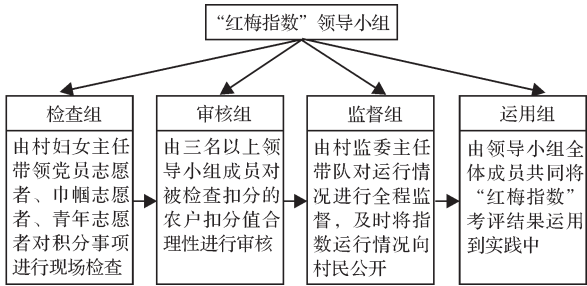 “红梅指数”领导小组
检查组
由村妇女主任
带领党员志愿
者、巾帼志愿
者、青年志愿
者对积分事项
进行现场检查
审核组
由三名以上领
导小组成员对
被检查扣分的
农户扣分值合
理性进行审核
监督组
由村监委主任
带队对运行情
况进行全程监
督，及时将指
数运行情况向
村民公开
运用组
由领导小组全
体成员共同将
“红梅指数”
考评结果运用
到实践中